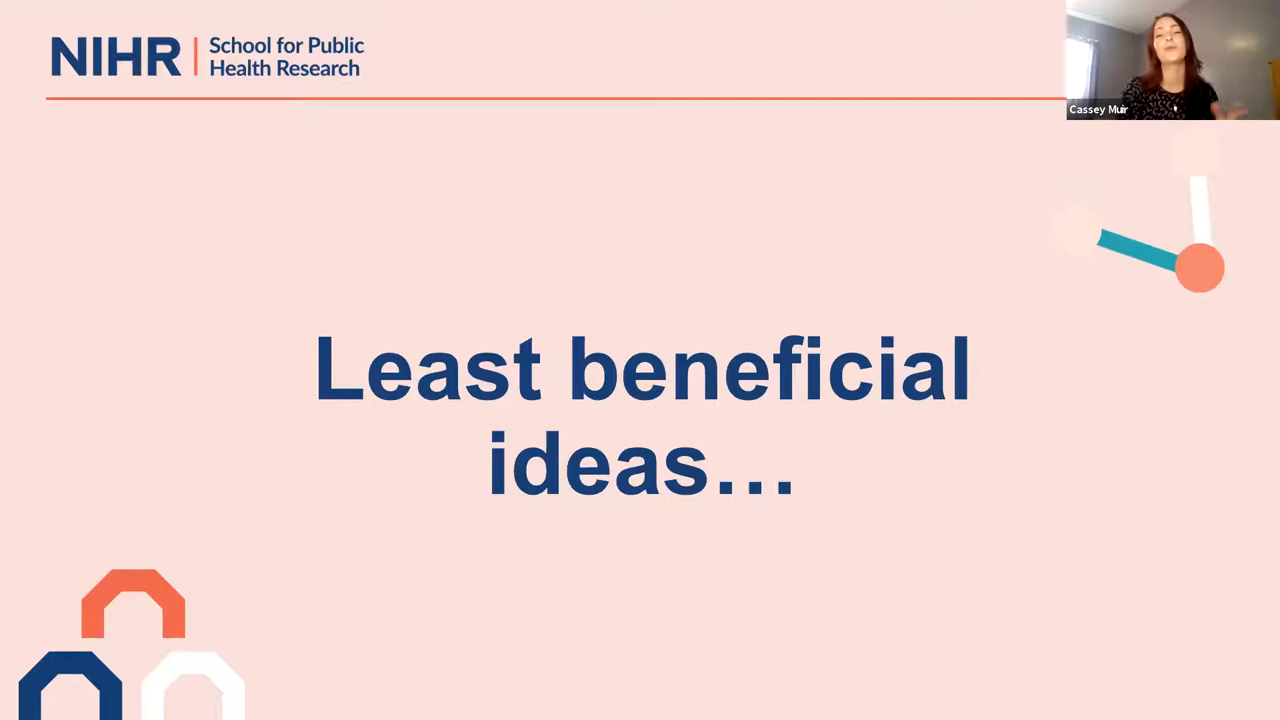 NIHR
School for Public
Health Research
Cassey Muir
Least beneficial
ideas…